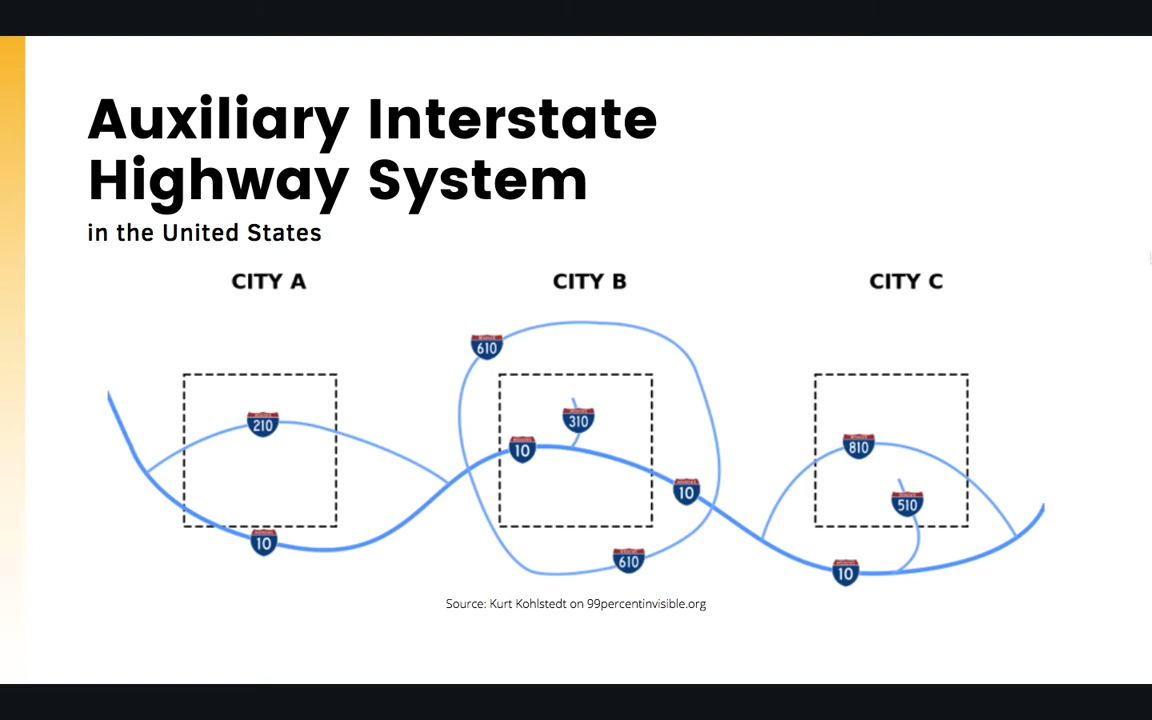 Auxiliary Interstate
Highway System
in the United States
CITY A
CITY B
CITY C
610
210
310
10
810
10
510
10
610
10
Source: Kurt Kohlstedt on 99percentinvisible.org